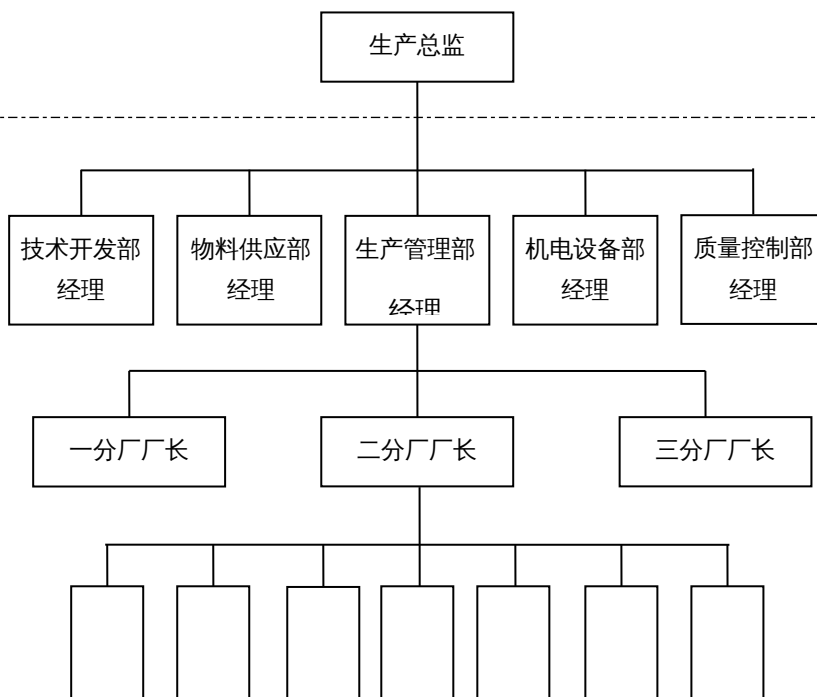 生产总监
技术开发部
经理
物料供应部
经理
生产管理部
经理
机电设备部
经理
质量控制部
经理
一分厂厂长
二分厂厂长
三分厂厂长